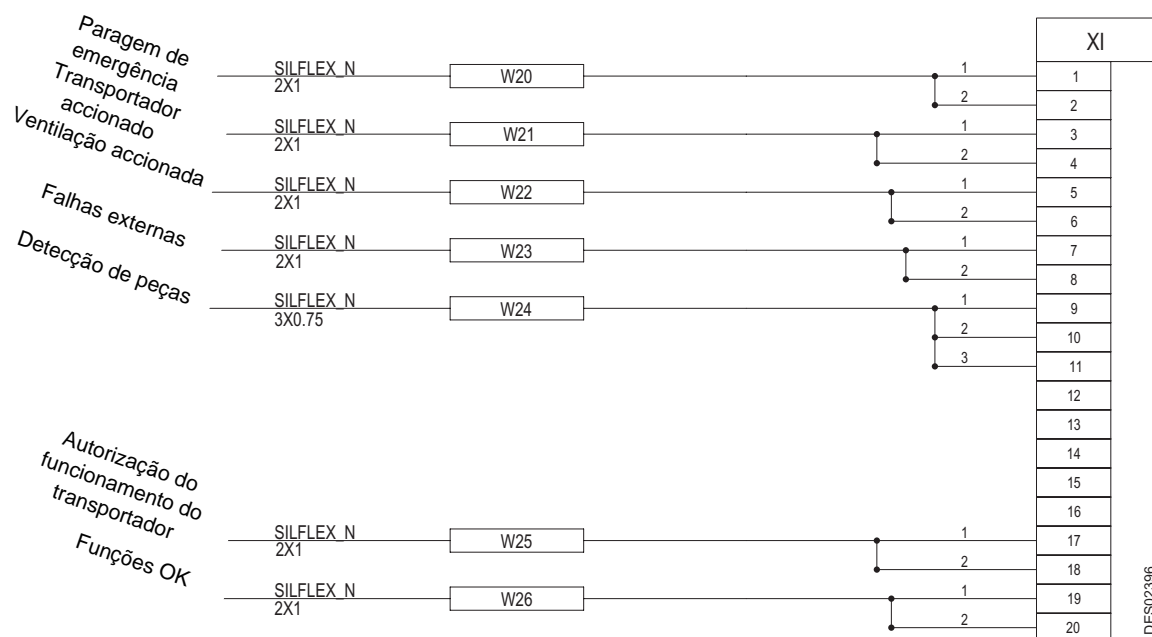 XI
Paragem de
emergência
SILFLEX_N
2X1
W20
1
1
2
2
Transportador
accionado
SILFLEX_N
2X1
W21
1
3
2
4
Ventilação accionada
SILFLEX_N
2X1
W22
1
5
2
6
Falhas externas
SILFLEX_N
2X1
W23
1
7
2
8
Detecção de peças
SILFLEX_N
3X0.75
W24
1
9
2
10
3
11
12
13
14
15
16
Autorização do
funcionamento do
transportador
SILFLEX_N
2X1
W25
1
17
2
18
Funções OK
SILFLEX_N
2X1
W26
1
19
2
20
DES02396